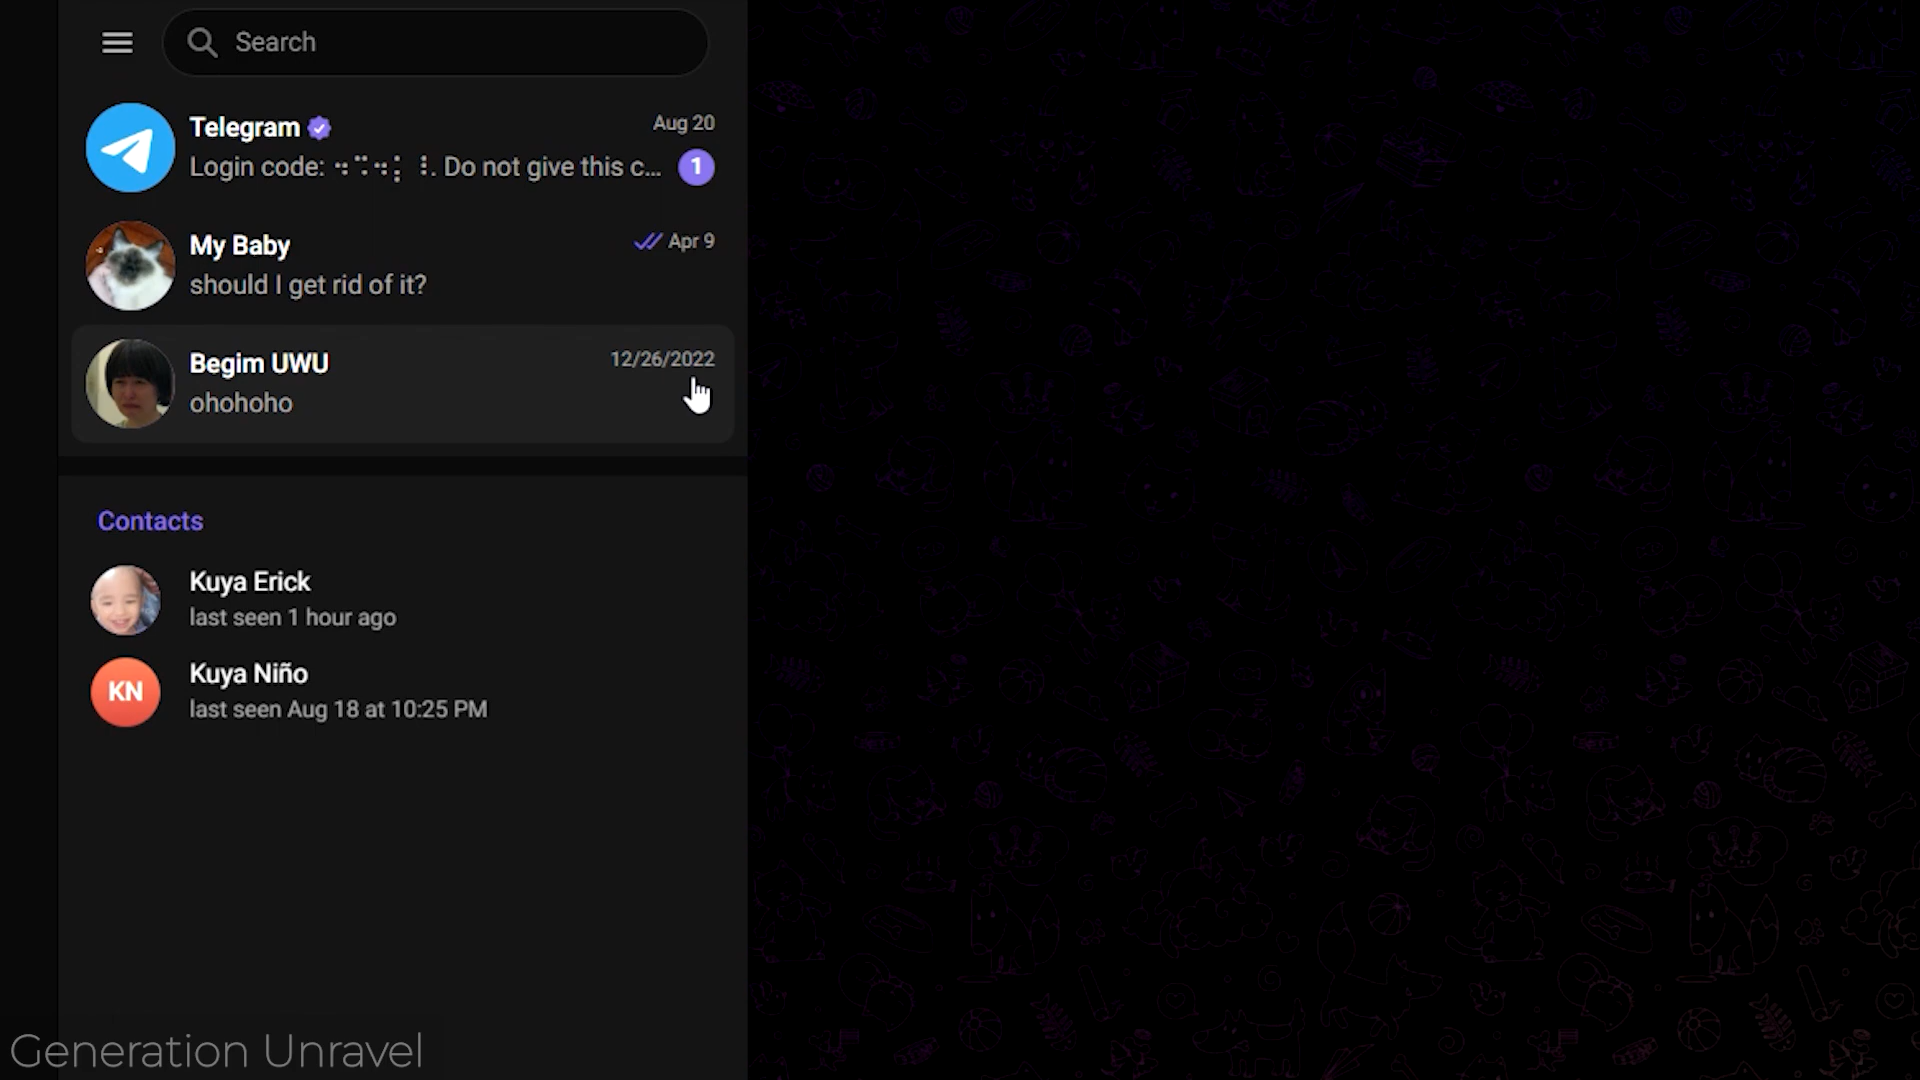 Search
Telegram
Aug 20
Login code: . Do not give this c...
1
My Baby
Apr 9
should I get rid of it?
Begim UWU
12/26/2022
ohohoho
Contacts
Kuya Erick
last seen 1 hour ago
KN
Kuya Niño
last seen Aug 18 at 10:25 PM
Generation Unravel